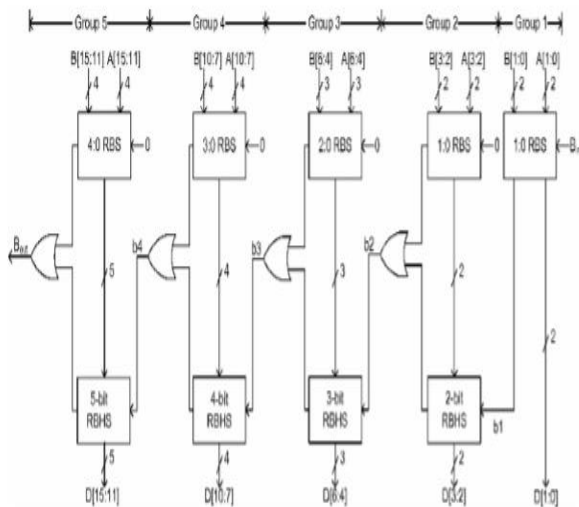 Group 5 Group 4 Group 3 Group 2 Group 1
B[15:11] A[15:11] B[10:7] A[10:7] B[6:4] A[6:4] B[3:2] A[3:2] B[1:0] A[1:0]
4 4 4 4 3 3 2 2 2 2
4:0 RBS 0 3:0 RBS 0 2:0 RBS 0 1:0 RBS 0 1:0 RBS
Bout b4 b3 b2
5 4 3 2 2
5-bit RBHS 4-bit RBHS 3-bit RBHS 2-bit RBHS b1
5 4 3 2
D[15:11] D[10:7] D[6:4] D[3:2] D[1:0]